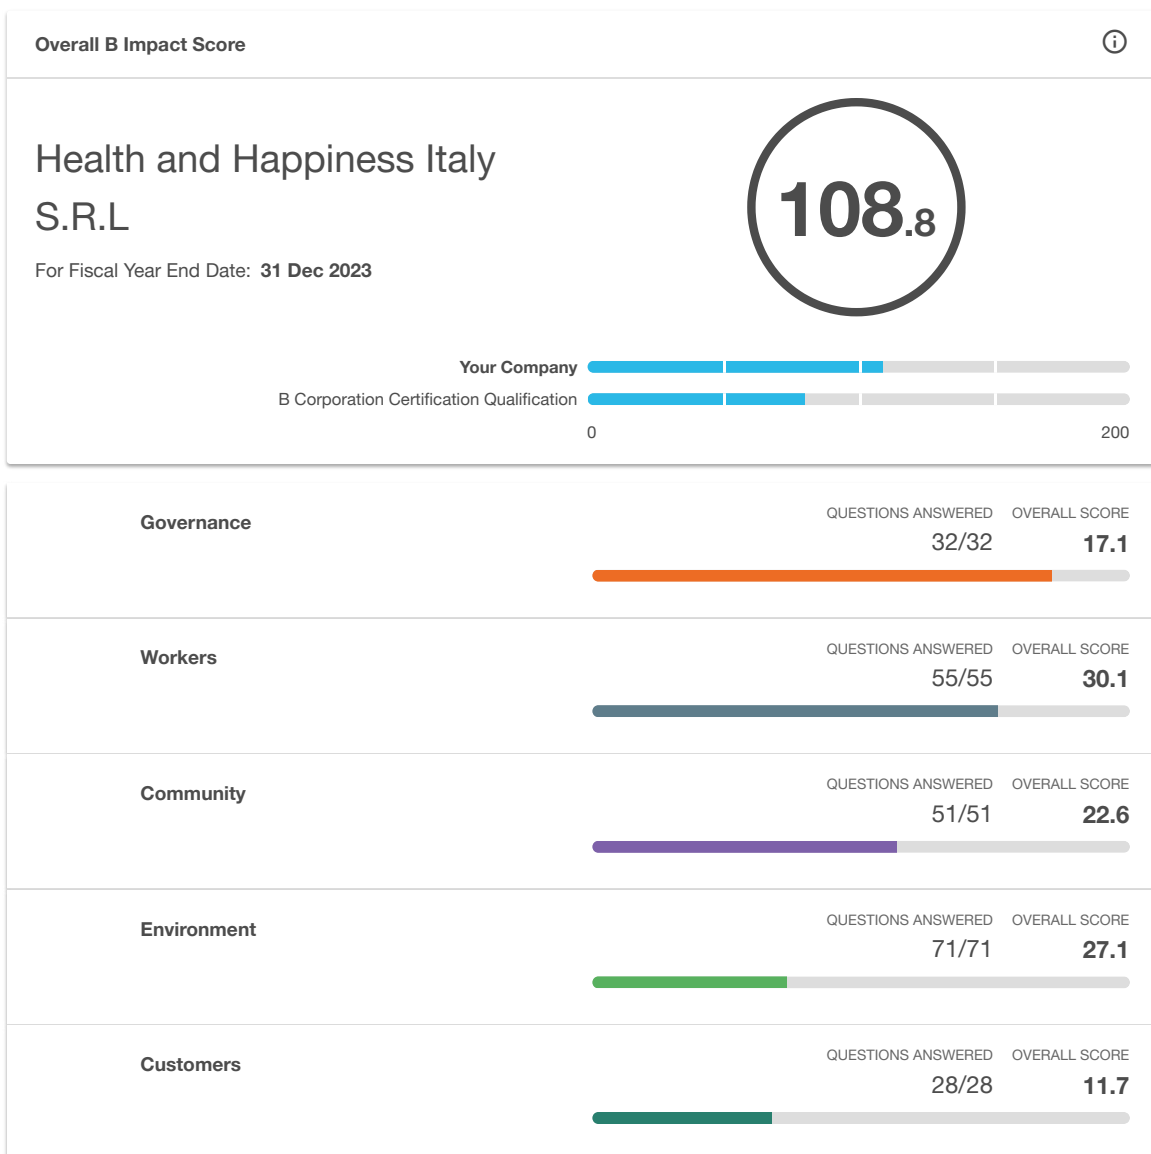 Overall B Impact Score
Health and Happiness Italy
S.R.L
For Fiscal Year End Date: 31 Dec 2023
108.8
Your Company
B Corporation Certification Qualification
0 200
Governance
QUESTIONS ANSWERED OVERALL SCORE
32/32 17.1
Workers
QUESTIONS ANSWERED OVERALL SCORE
55/55 30.1
Community
QUESTIONS ANSWERED OVERALL SCORE
51/51 22.6
Environment
QUESTIONS ANSWERED OVERALL SCORE
71/71 27.1
Customers
QUESTIONS ANSWERED OVERALL SCORE
28/28 11.7